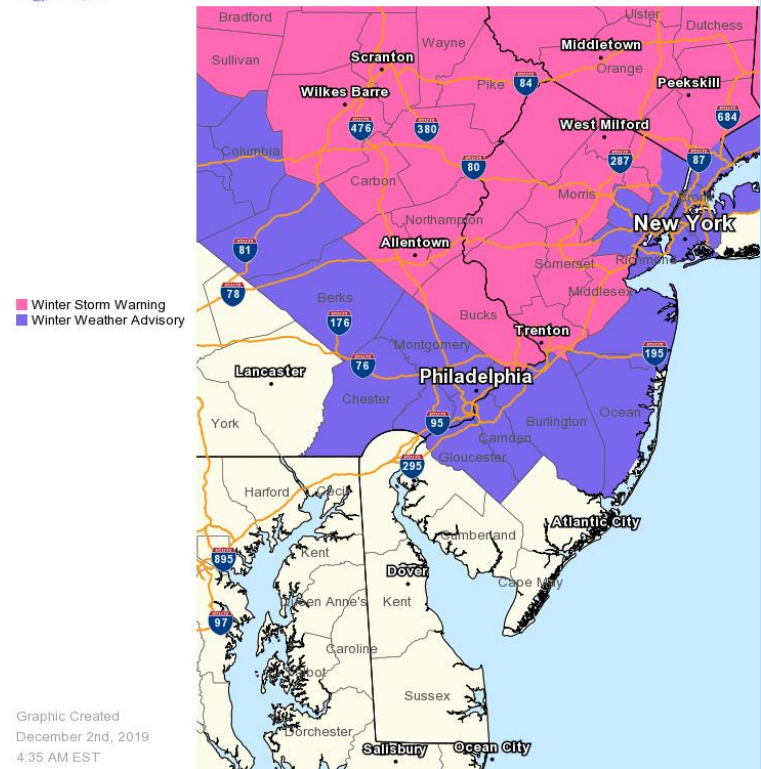 Bradford
Ulster
Dutchess
Wayne
Sullivan
Scranton
Middletown
Orange
Pike
84
Peekskill
Wilkes Barre
684
476
380
West Milford
Columbia
287
87
80
Carbon
Morris
Bronx
Northampton
New York
Allentown
81
Somerset
Richmond
78
Middlesex
Berks
Winter Storm Warning
Bucks
Winter Weather Advisory
176
Trenton
Montgomery
195
76
Lancaster
Philadelphia
Chester
Ocean
York
95
Burlington
Camden
Gloucester
295
Harford
Cecil
Atlantic City
Cumberland
895
Kent
Dover
Cape May
Queen Anne's
Kent
97
Caroline
Talbot
Sussex
Graphic Created
December 2nd, 2019
4:35 AM EST
Dorchester
Salisbury
Ocean City